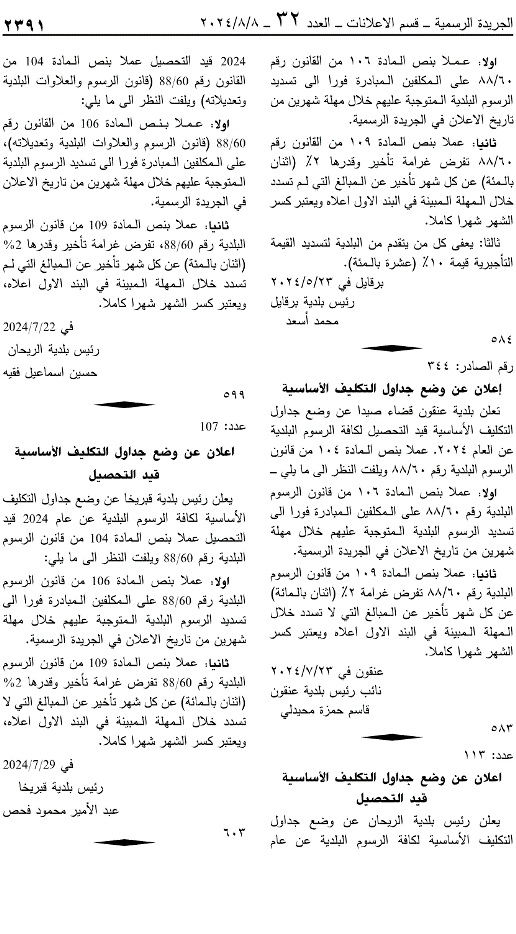 الجريدة الرسمية ــ قسم الاعلانات ــ العدد ٣٢ ــ ٢٠٢٤/٨/٨
٢٣٩١
اولا: عملا بنص المادة ١٠٦ من القانون رقم
٨٨/٦٠ على المكلفين المبادرة فورا الى تسديد
الرسوم البلدية المتوجبة عليهم خلال مهلة شهرين من
تاريخ الاعلان في الجريدة الرسمية.
ثانيا: عملا بنص المادة ١٠٩ من القانون رقم
٨٨/٦٠ تفرض غرامة تأخير وقدرها ٢٪ (اثنان
بالمئة) عن كل شهر تأخير عن المبالغ التي لم تسدد
خلال المهلة المبينة في البند الاول اعلاه ويعتبر كسر
الشهر شهرا كاملا.
ثالثا: يعفى كل من يتقدم من البلدية لتسديد القيمة
التأجيرية قيمة ١٠٪ (عشرة بالمئة).
برقايل في ٢٠٢٤/٥/٢٣
رئيس بلدية برقايل
محمد أسعد
٥٨٤
رقم الصادر: ٣٤٤
إعلان عن وضع جداول التكليف الأساسية
تعلن بلدية عنقون قضاء صيدا عن وضع جداول
التكليف الأساسية قيد التحصيل لكافة الرسوم البلدية
عن العام ٢٠٢٤. عملا بنص المادة ١٠٤ من قانون
الرسوم البلدية رقم ٨٨/٦٠ ويلفت النظر الى ما يلي ــ
اولا: عملا بنص المادة ١٠٦ من قانون الرسوم
البلدية رقم ٨٨/٦٠ على المكلفين المبادرة فورا الى
تسديد الرسوم البلدية المتوجبة عليهم خلال مهلة
شهرين من تاريخ الاعلان في الجريدة الرسمية.
ثانيا: عملا بنص المادة ١٠٩ من قانون الرسوم
البلدية رقم ٨٨/٦٠ تفرض غرامة ٢٪ (اثنان بالمائة)
عن كل شهر تأخير عن المبالغ التي لا تسدد خلال
المهلة المبينة في البند الاول اعلاه ويعتبر كسر
الشهر شهرا كاملا.
عنقون في ٢٠٢٤/٧/٢٣
نائب رئيس بلدية عنقون
قاسم حمزة محيدلي
٥٨٣
عدد: ١١٣
اعلان عن وضع جداول التكليف الأساسية
قيد التحصيل
يعلن رئيس بلدية الريحان عن وضع جداول
التكليف الأساسية لكافة الرسوم البلدية عن عام
2024 قيد التحصيل عملا بنص المادة 104 من
القانون رقم 88/60 (قانون الرسوم والعلاوات البلدية
وتعديلاته) ويلفت النظر الى ما يلي:
اولا: عملا بنص المادة 106 من القانون رقم
88/60 (قانون الرسوم والعلاوات البلدية وتعديلاته)،
على المكلفين المبادرة فورا الى تسديد الرسوم البلدية
المتوجبة عليهم خلال مهلة شهرين من تاريخ الاعلان
في الجريدة الرسمية.
ثانيا: عملا بنص المادة 109 من قانون الرسوم
البلدية رقم 88/60، تفرض غرامة تأخير وقدرها 2%
(اثنان بالمئة) عن كل شهر تأخير عن المبالغ التي لم
تسدد خلال المهلة المبينة في البند الاول اعلاه،
ويعتبر كسر الشهر شهرا كاملا.
في 2024/7/22
رئيس بلدية الريحان
حسين اسماعيل فقيه
٥٩٩
عدد: 107
اعلان عن وضع جداول التكليف الأساسية
قيد التحصيل
يعلن رئيس بلدية قبريخا عن وضع جداول التكليف
الأساسية لكافة الرسوم البلدية عن عام 2024 قيد
التحصيل عملا بنص المادة 104 من قانون الرسوم
البلدية رقم 88/60 ويلفت النظر الى ما يلي:
اولا: عملا بنص المادة 106 من قانون الرسوم
البلدية رقم 88/60 على المكلفين المبادرة فورا الى
تسديد الرسوم البلدية المتوجبة عليهم خلال مهلة
شهرين من تاريخ الاعلان في الجريدة الرسمية.
ثانيا: عملا بنص المادة 109 من قانون الرسوم
البلدية رقم 88/60 تفرض غرامة تأخير وقدرها 2%
(اثنان بالمائة) عن كل شهر تأخير عن المبالغ التي لا
تسدد خلال المهلة المبينة في البند الاول اعلاه،
ويعتبر كسر الشهر شهرا كاملا.
في 2024/7/29
رئيس بلدية قبريخا
عبد الأمير محمود فحص
٦٠٣